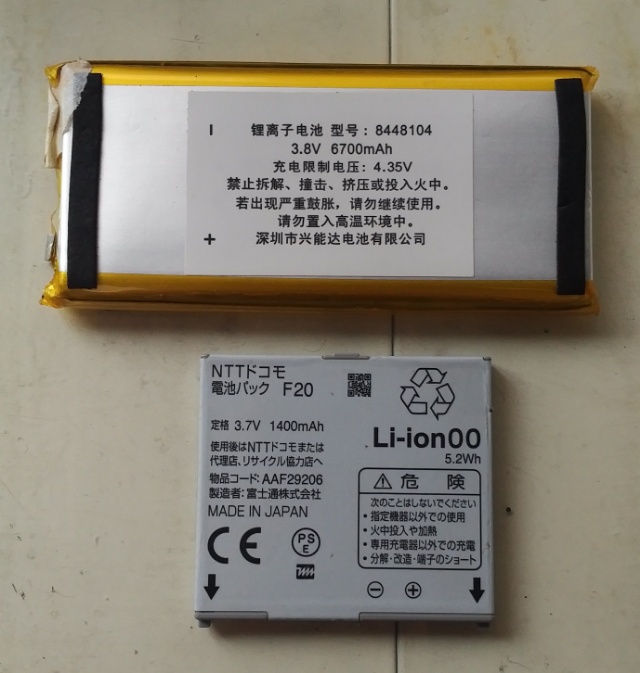 锂离子电池 型号：8448104
3.8V 6700mAh
充电限制电压：4.35V
禁止拆解、撞击、挤压或投入火中。
若出现严重鼓胀，请勿继续使用。
请勿置入高温环境中。
+ 深圳市兴能达电池有限公司
NTTドコモ
電池パック F20
定格 3.7V 1400mAh
使用後はNTTドコモまたは
代理店、リサイクル協力店へ
物品コード：AAF29206
製造者：富士通株式会社
MADE IN JAPAN
CE
PS
E
Li-ion00
5.2Wh
危険
次のことはしないでください
・指定機器以外での使用
・火中投入や加熱
・専用充電器以外での充電
・分解・改造・端子のショート